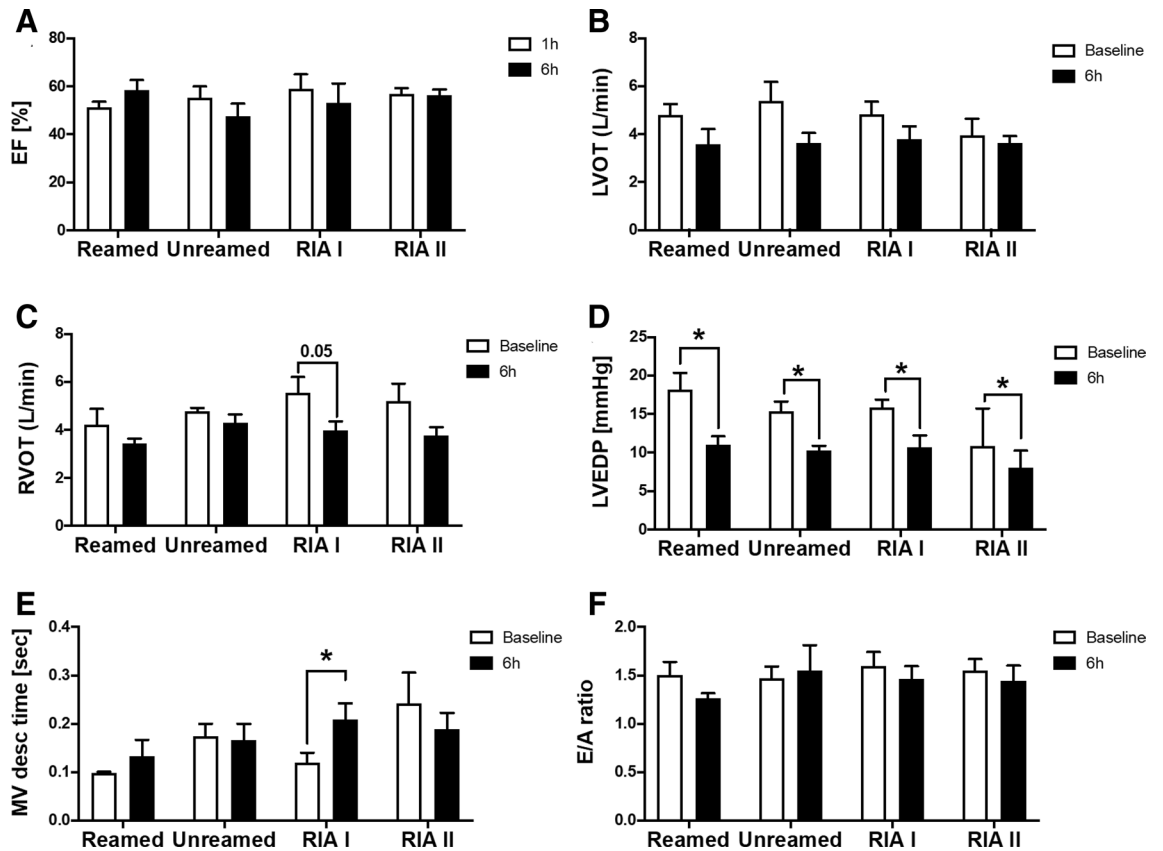 A
EF [%]
80
60
40
20
0
Reamed Unreamed RIA I RIA II
1h
6h
B
LVOT (L/min)
8
6
4
2
0
Reamed Unreamed RIA I RIA II
Baseline
6h
C
RVOT (L/min)
8
6
4
2
0
0.05
Reamed Unreamed RIA I RIA II
Baseline
6h
D
LVEDP [mmHg]
25
20
15
10
5
0
* * * *
Reamed Unreamed RIA I RIA II
Baseline
6h
E
MV desc time [sec]
0.4
0.3
0.2
0.1
0.0
*
Reamed Unreamed RIA I RIA II
Baseline
6h
F
E/A ratio
2.0
1.5
1.0
0.5
0.0
Reamed Unreamed RIA I RIA II
Baseline
6h